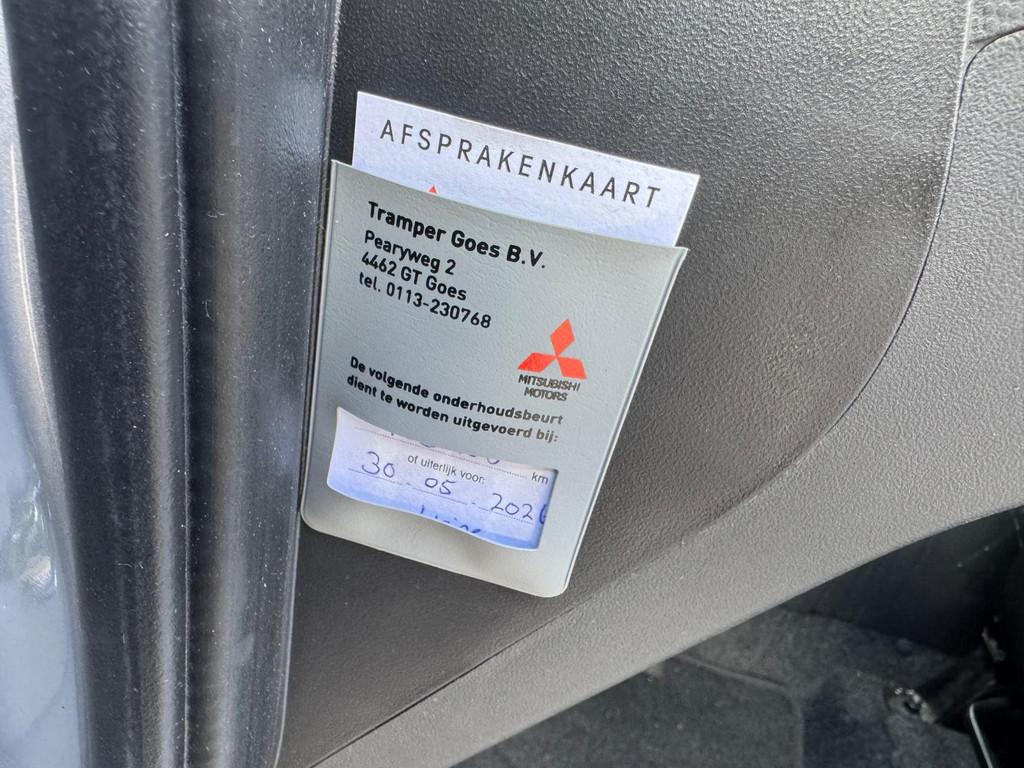 AFSPRAKENKAART
Tramper Goes B.V.
Pearyweg 2
4462 GT Goes
tel. 0113-230768
MITSUBISHI
MOTORS
De volgende onderhoudsbeurt
dient te worden uitgevoerd bij:
km
of uiterlijk voor:
30-05-2026